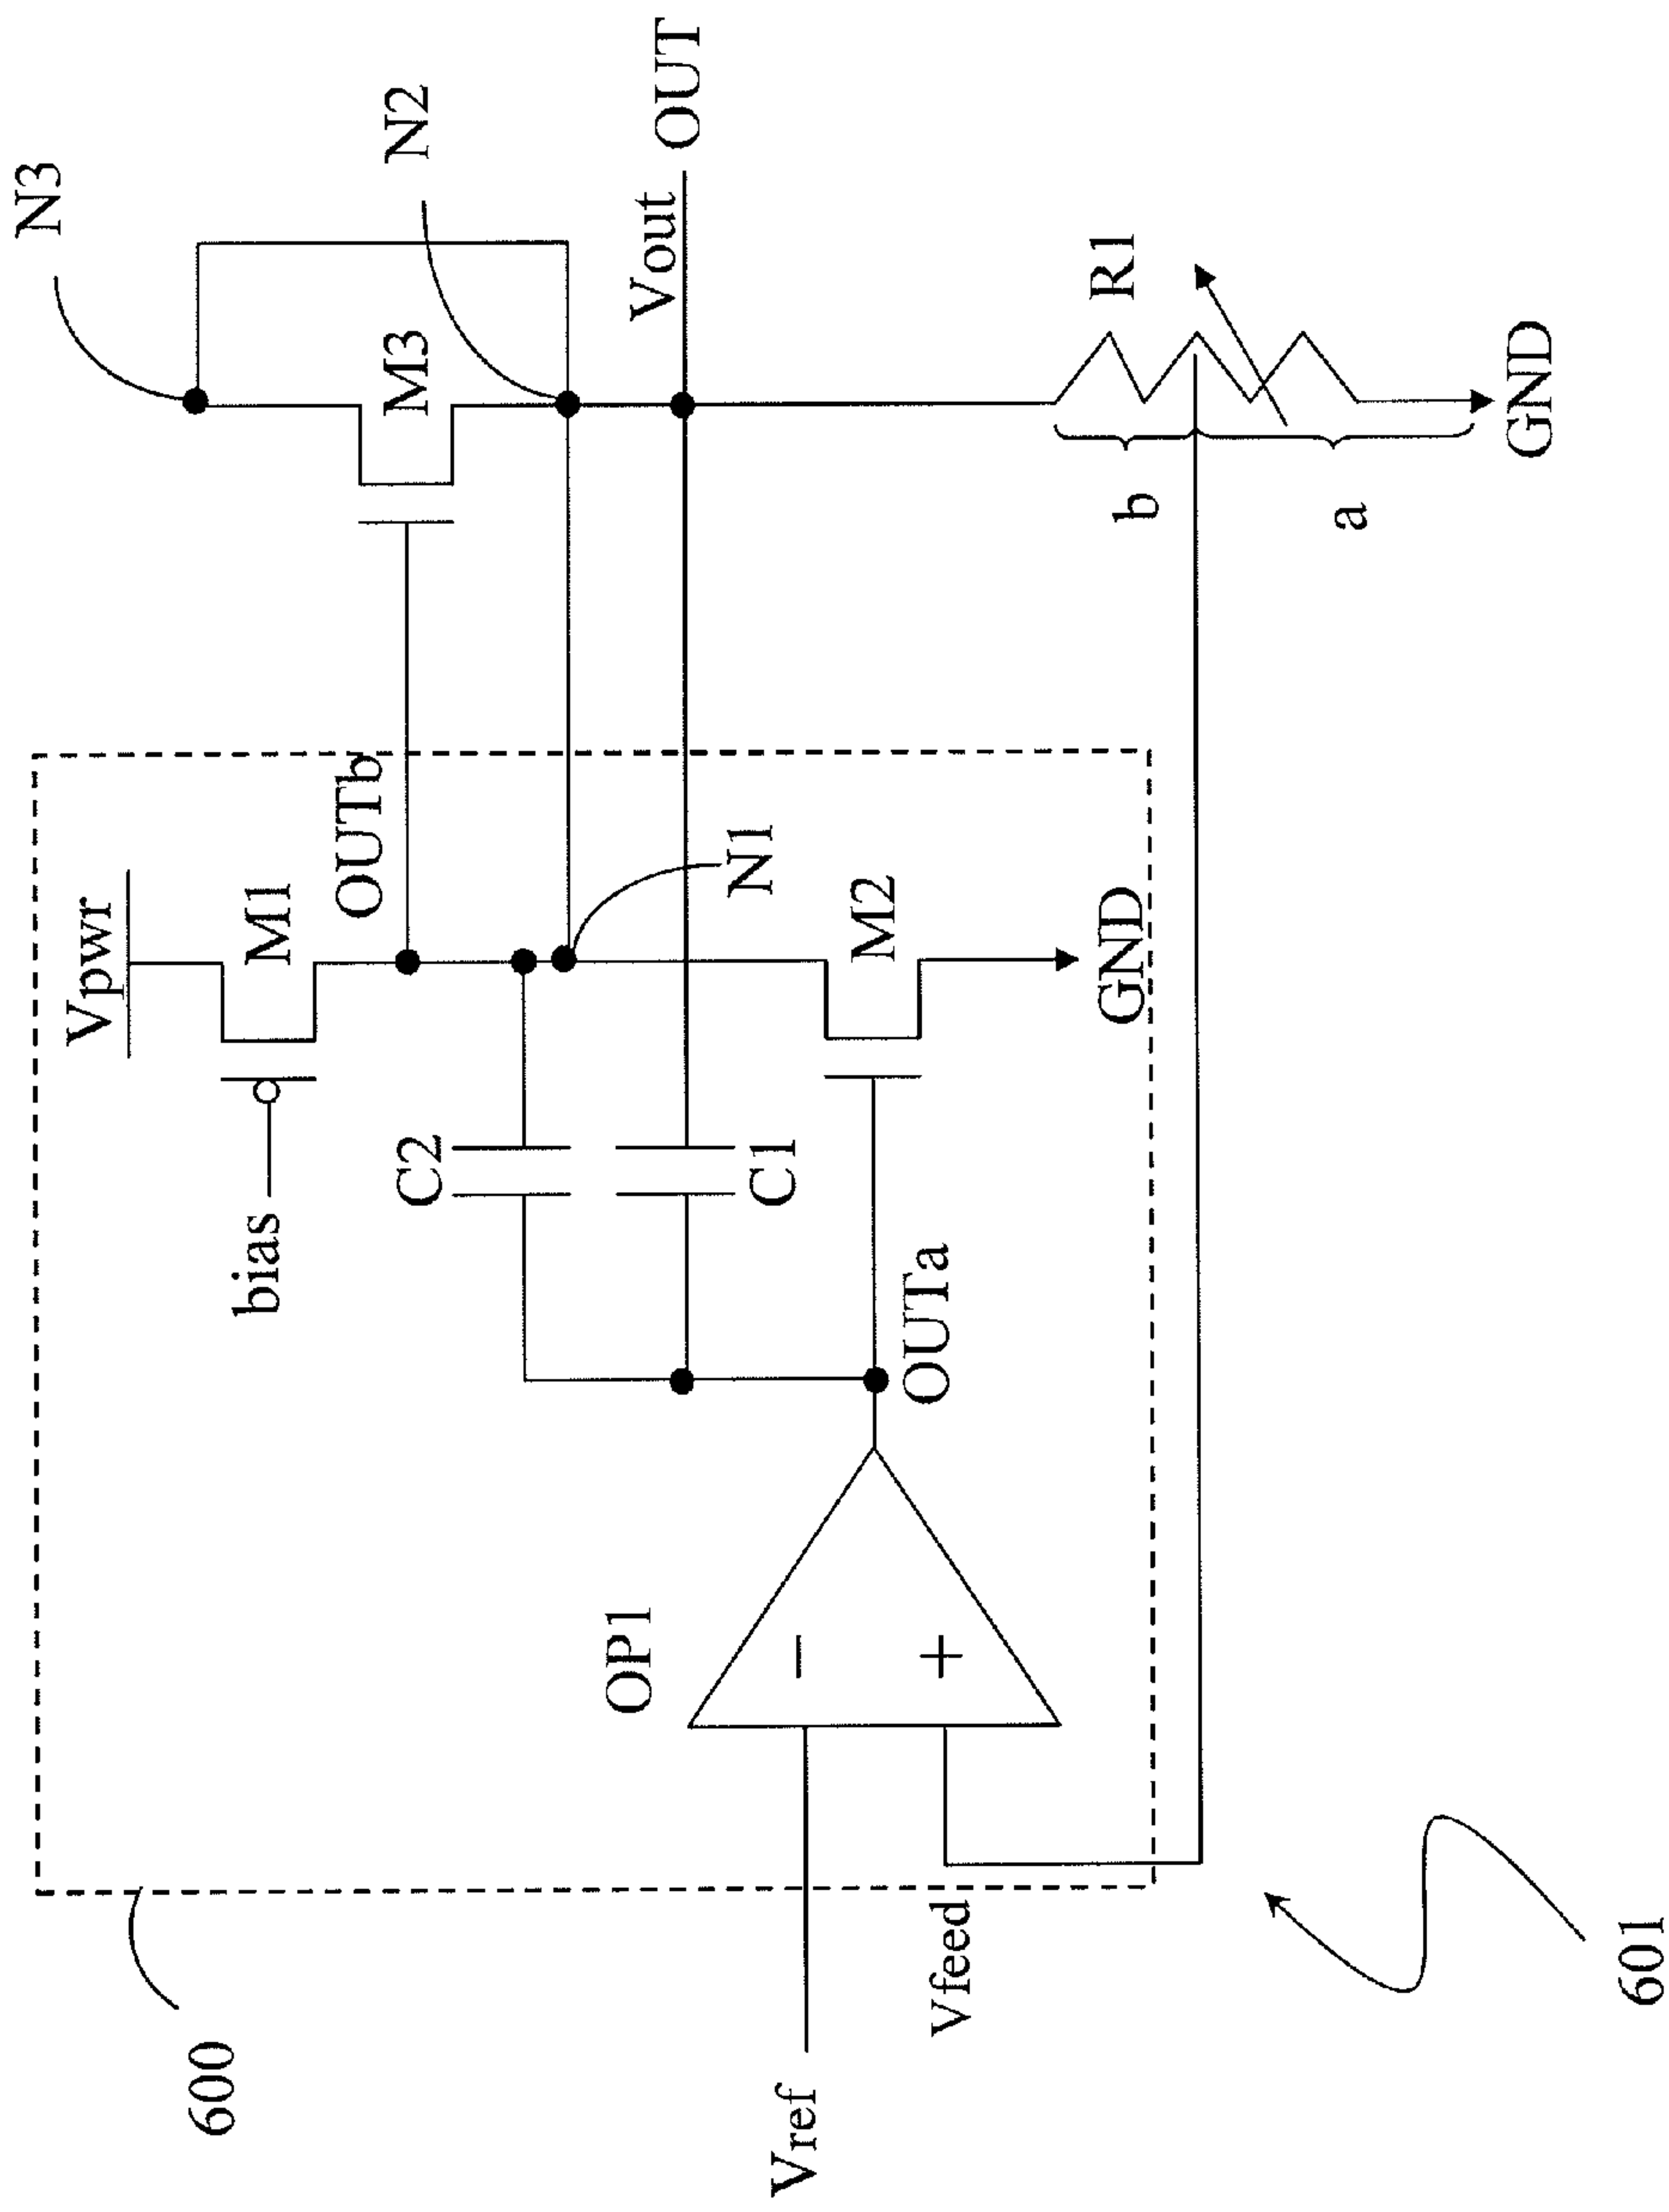 N3
N2
Vpwr
M1
OUTb
M3
bias
C2
N1
Vout
OUT
C1
OP1
−
+
M2
OUTa
GND
R1
b
a
GND
Vref
Vfeed
600
601